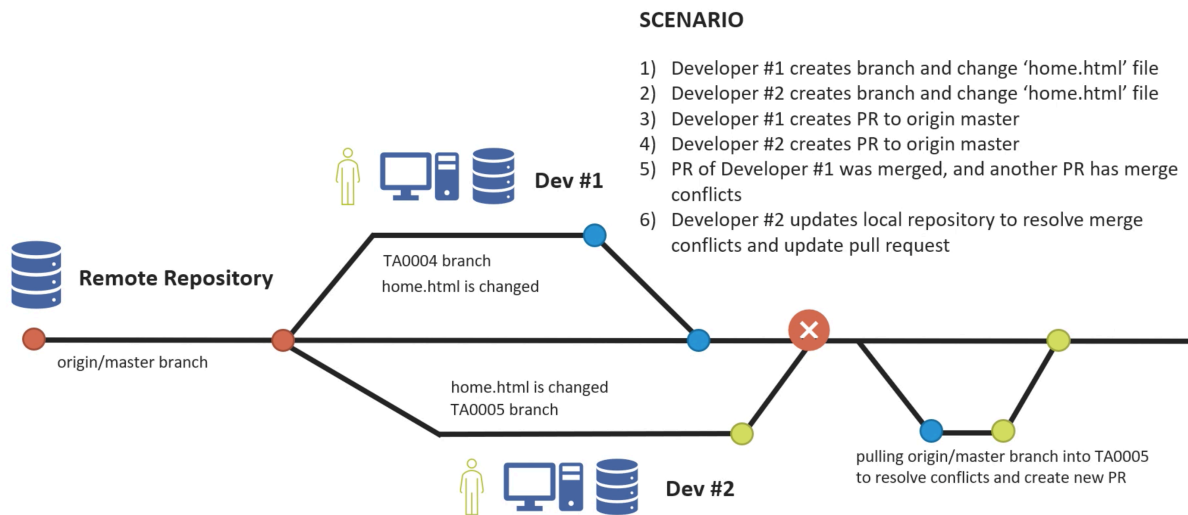 SCENARIO
1) Developer #1 creates branch and change ‘home.html’ file
2) Developer #2 creates branch and change ‘home.html’ file
3) Developer #1 creates PR to origin master
4) Developer #2 creates PR to origin master
5) PR of Developer #1 was merged, and another PR has merge
conflicts
6) Developer #2 updates local repository to resolve merge
conflicts and update pull request
Dev #1
Remote Repository
TA0004 branch
home.html is changed
origin/master branch
home.html is changed
TA0005 branch
pulling origin/master branch into TA0005
to resolve conflicts and create new PR
Dev #2